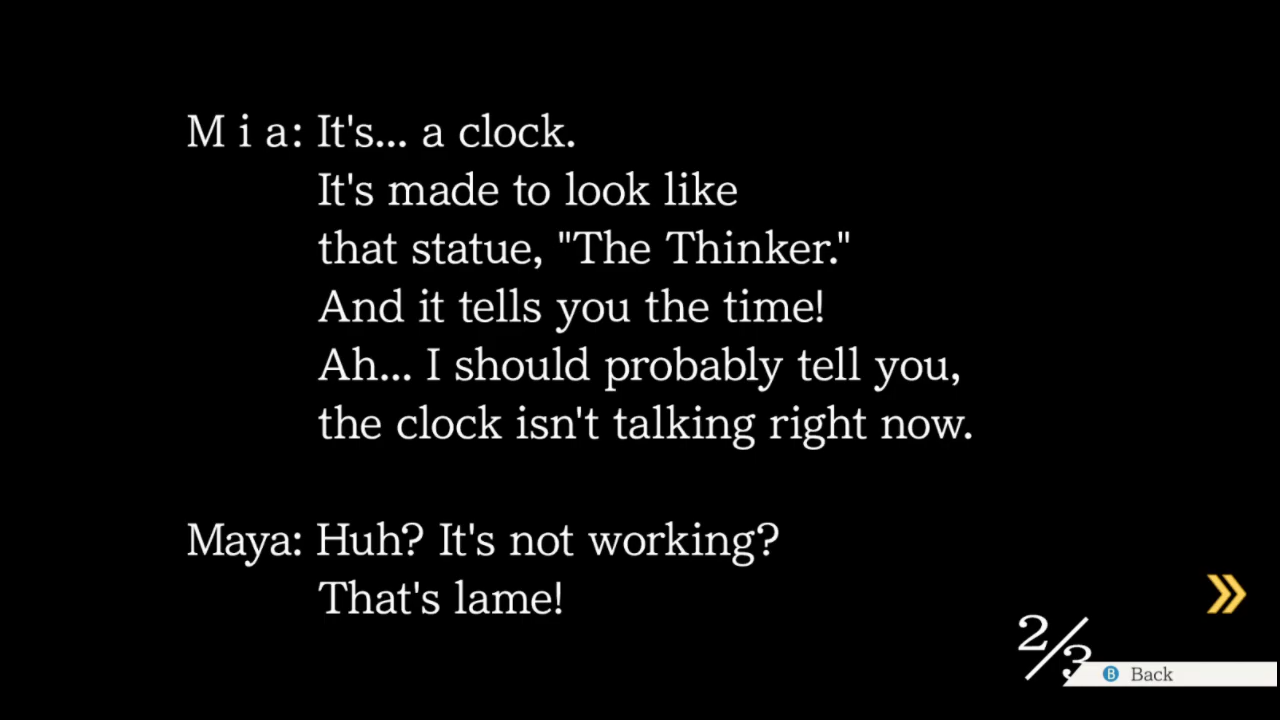 M i a: It's... a clock.
It's made to look like
that statue, "The Thinker."
And it tells you the time!
Ah... I should probably tell you,
the clock isn't talking right now.
Maya: Huh? It's not working?
That's lame!
2/3
B Back